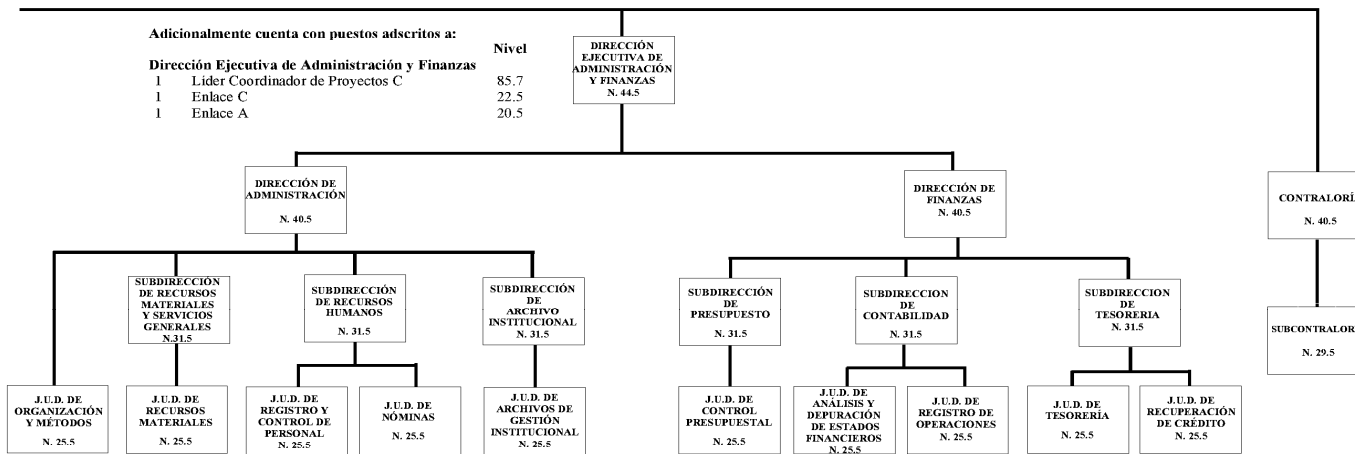 Adicionalmente cuenta con puestos adscritos a:
Nivel
Dirección Ejecutiva de Administración y Finanzas
1 Lider Coordinador de Proyectos C 85.7
1 Enlace C 22.5
1 Enlace A 20.5
DIRECCIÓN
EJECUTIVA DE
ADMINISTRACIÓN
Y FINANZAS
N. 44.5
DIRECCIÓN DE
ADMINISTRACIÓN
N. 40.5
DIRECCIÓN DE
FINANZAS
N. 40.5
CONTRALORÍ
N. 40.5
SUBDIRECCIÓN
DE RECURSOS
MATERIALES
Y SERVICIOS
GENERALES
N.31.5
SUBDIRECCIÓN
DE RECURSOS
HUMANOS
N. 31.5
SUBDIRECCIÓN
DE
ARCHIVO
INSTITUCIONAL
N. 31.5
SUBDIRECCIÓN
DE
PRESUPUESTO
N. 31.5
SUBDIRECCION
DE
CONTABILIDAD
N. 31.5
SUBDIRECCION
DE
TESORERIA
N. 31.5
SUBCONTRALOR
N. 29.5
J.U.D. DE
ORGANIZACIÓN
Y MÉTODOS
N. 25.5
J.U.D. DE
RECURSOS
MATERIALES
N. 25.5
J.U.D. DE
REGISTRO Y
CONTROL DE
PERSONAL
N. 25.5
J.U.D. DE
NÓMINAS
N. 25.5
J.U.D. DE
ARCHIVOS DE
GESTIÓN
INSTITUCIONAL
N. 25.5
J.U.D. DE
CONTROL
PRESUPUESTAL
N. 25.5
J.U.D. DE
ANÁLISIS Y
DEPURACIÓN
DE ESTADOS
FINANCIEROS
N. 25.5
J.U.D. DE
REGISTRO DE
OPERACIONES
N. 25.5
J.U.D. DE
TESORERÍA
N. 25.5
J.U.D. DE
RECUPERACIÓN
DE CRÉDITO
N. 25.5